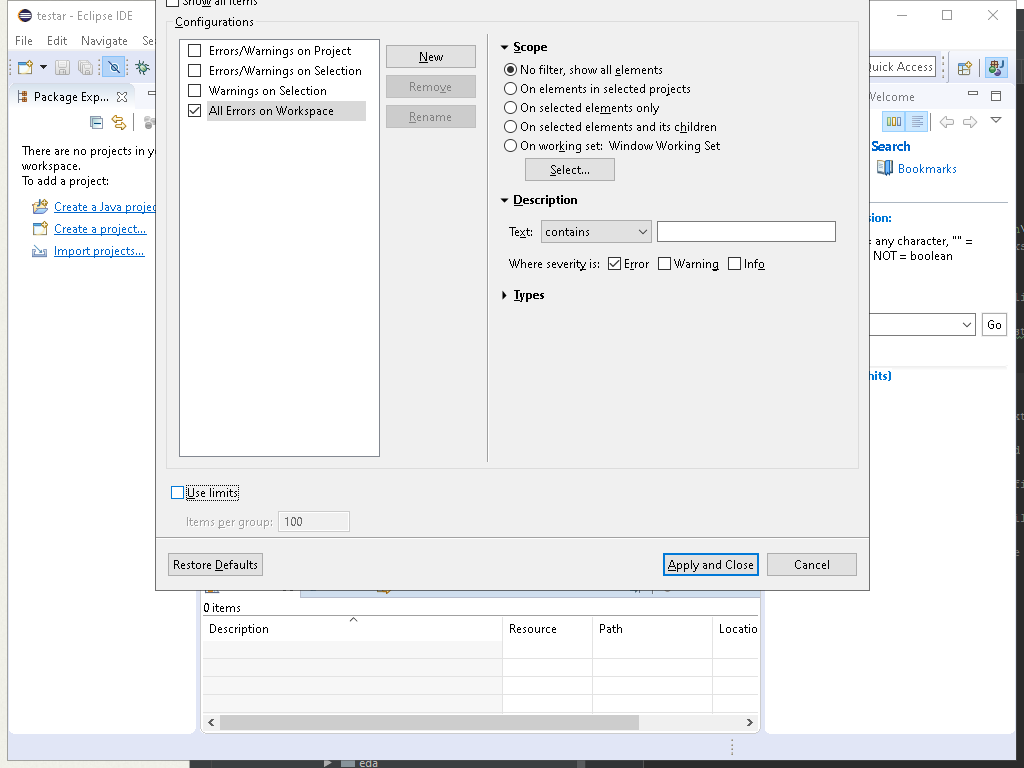 Show all items
testar - Eclipse IDE
File Edit Navigate Se
Configurations
Errors/Warnings on Project
Errors/Warnings on Selection
Warnings on Selection
All Errors on Workspace
New
Remove
Rename
Scope
No filter, show all elements
On elements in selected projects
On selected elements only
On selected elements and its children
On working set: Window Working Set
Select...
Description
Text: contains
Where severity is: Error Warning Info
Types
Quick Access
Package Exp...
Welcome
There are no projects in y
workspace.
To add a project:
Create a Java projec
Create a project...
Import projects...
Search
Bookmarks
sion:
= any character, "" =
NOT = boolean
Go
hits)
Use limits
Items per group: 100
Restore Defaults
Apply and Close
Cancel
0 items
Description Resource Path Locatio
eda